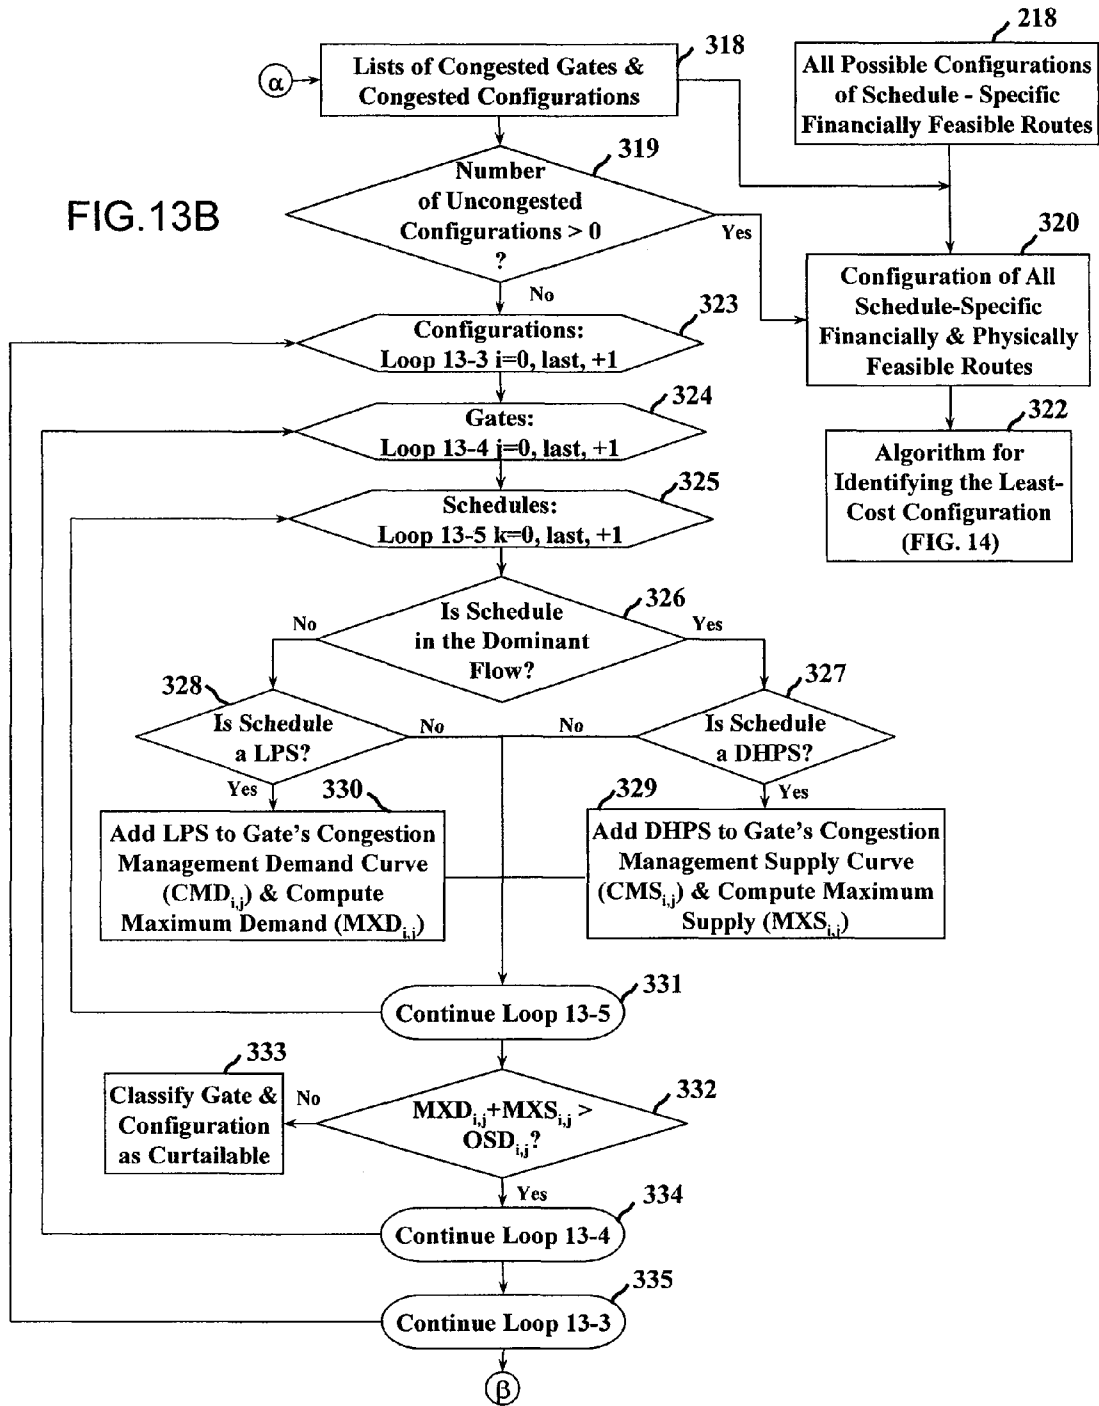 318
218
α
Lists of Congested Gates &
Congested Configurations
All Possible Configurations
of Schedule - Specific
Financially Feasible Routes
FIG.13B
319
Number
of Uncongested
Configurations > 0
?
Yes
No
320
Configuration of All
Schedule-Specific
Financially & Physically
Feasible Routes
323
Configurations:
Loop 13-3 i=0, last, +1
324
Gates:
Loop 13-4 j=0, last, +1
322
Algorithm for
Identifying the Least-
Cost Configuration
(FIG. 14)
325
Schedules:
Loop 13-5 k=0, last, +1
326
Is Schedule
in the Dominant
Flow?
No
Yes
328
Is Schedule
a LPS?
No
Yes
327
Is Schedule
a DHPS?
No
Yes
330
Add LPS to Gate's Congestion
Management Demand Curve
(CMD i,j) & Compute
Maximum Demand (MXD i,j)
329
Add DHPS to Gate's Congestion
Management Supply Curve
(CMS i,j) & Compute Maximum
Supply (MXS i,j)
331
Continue Loop 13-5
333
Classify Gate &
Configuration
as Curtailable
No
332
MXD i,j+MXS i,j >
OSD i,j?
Yes
334
Continue Loop 13-4
335
Continue Loop 13-3
β